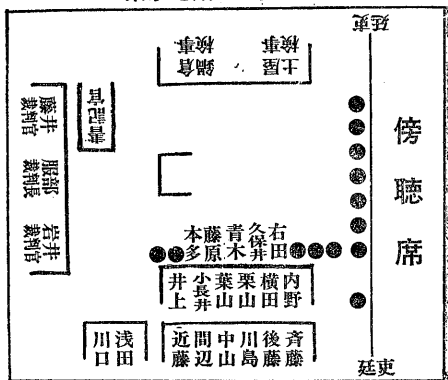 廷吏
検事 土屋
検事 鍋倉
書記官
傍聴席
藤井 裁判官
服部 裁判長
岩井 裁判官
右田
久保井
青木
藤原
本多
内野
横田
栗山
葉山
小長井
井上
斉藤
後藤
川島
中山
間辺
近藤
浅田
川口
廷吏